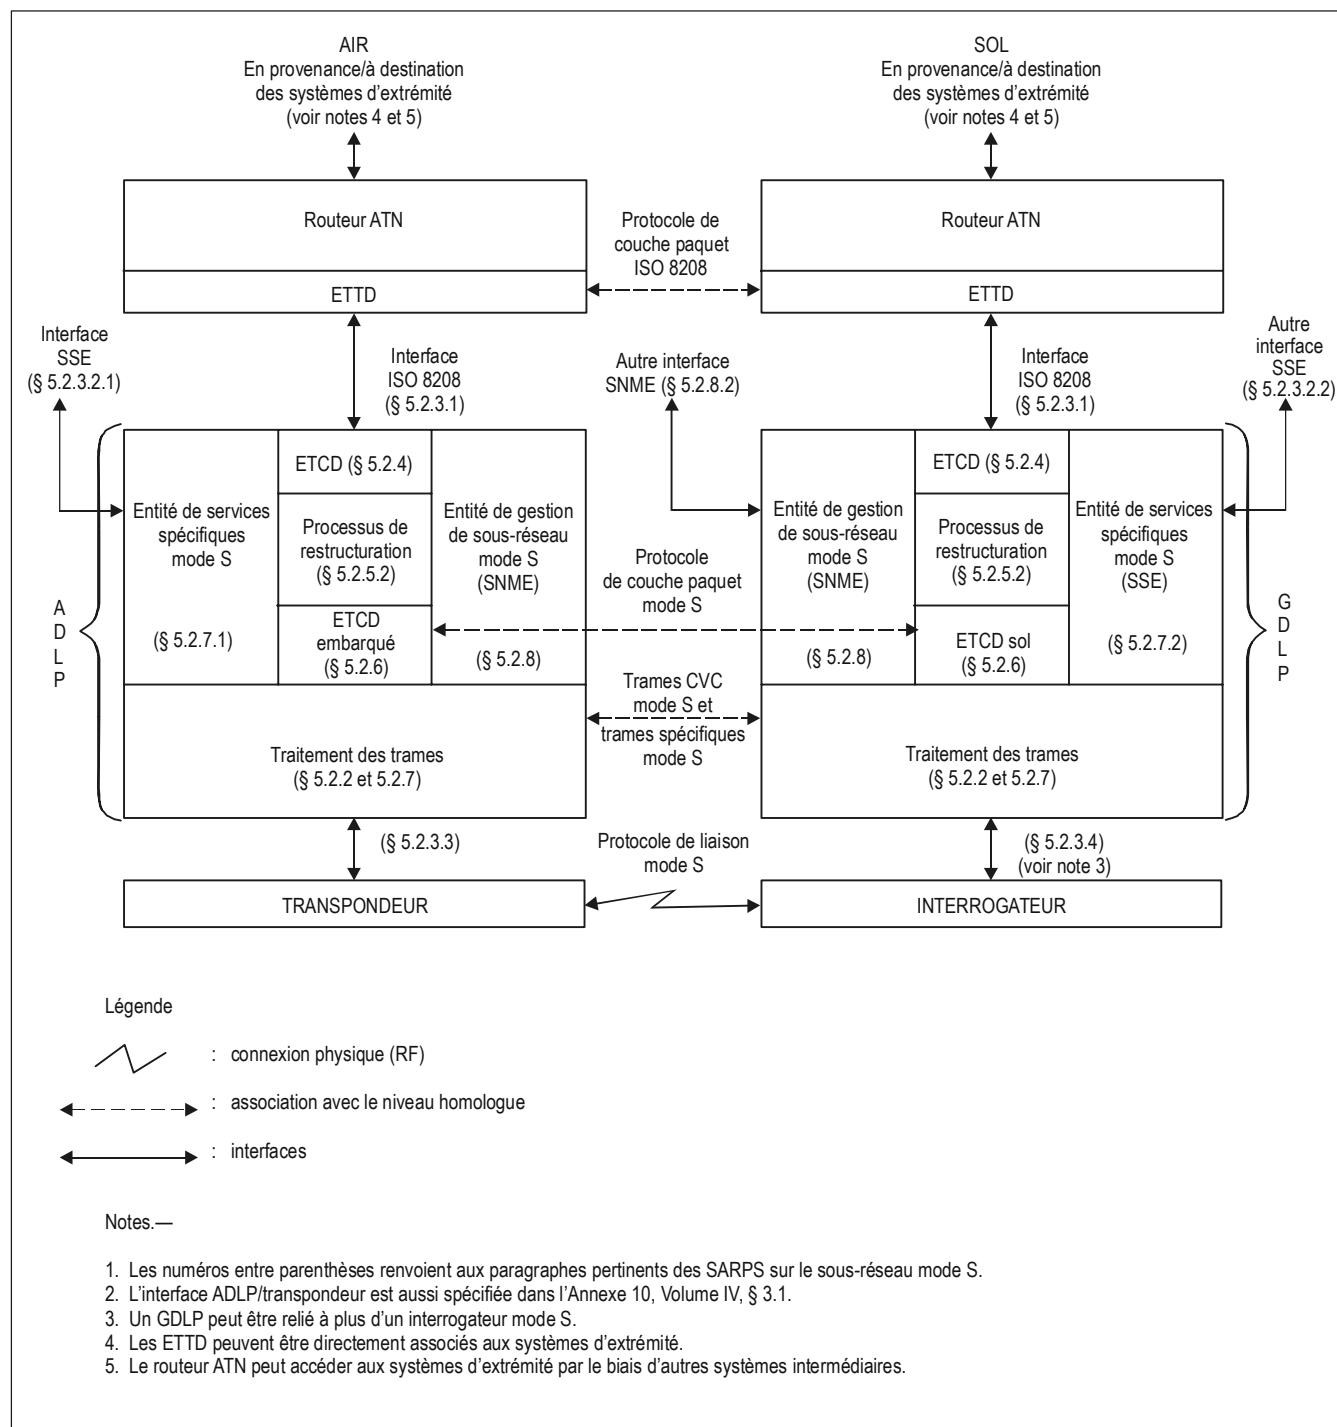 AIR
En provenance/à destination
des systèmes d'extrémité
(voir notes 4 et 5)
SOL
En provenance/à destination
des systèmes d'extrémité
(voir notes 4 et 5)
Routeur ATN
ETTD
Protocole de
couche paquet
ISO 8208
Routeur ATN
ETTD
Interface
SSE
(§ 5.2.3.2.1)
Interface
ISO 8208
(§ 5.2.3.1)
Autre interface
SNME (§ 5.2.8.2)
Interface
ISO 8208
(§ 5.2.3.1)
Autre
interface
SSE
(§ 5.2.3.2.2)
A
D
L
P
Entité de services
spécifiques
mode S
(§ 5.2.7.1)
ETCD (§ 5.2.4)
Processus de
restructuration
(§ 5.2.5.2)
ETCD
embarqué
(§ 5.2.6)
Entité de gestion
de sous-réseau
mode S
(SNME)
(§ 5.2.8)
Protocole
de couche paquet
mode S
Entité de gestion
de sous-réseau
mode S
(SNME)
(§ 5.2.8)
ETCD (§ 5.2.4)
Processus de
restructuration
(§ 5.2.5.2)
ETCD sol
(§ 5.2.6)
Entité de services
spécifiques
mode S
(SSE)
(§ 5.2.7.2)
G
D
L
P
Traitement des trames
(§ 5.2.2 et 5.2.7)
Trames CVC
mode S et
trames spécifiques
mode S
Traitement des trames
(§ 5.2.2 et 5.2.7)
(§ 5.2.3.3)
Protocole de liaison
mode S
(§ 5.2.3.4)
(voir note 3)
TRANSPONDEUR
INTERROGATEUR
Légende
: connexion physique (RF)
: association avec le niveau homologue
: interfaces
Notes.—
1. Les numéros entre parenthèses renvoient aux paragraphes pertinents des SARPS sur le sous-réseau mode S.
2. L'interface ADLP/transpondeur est aussi spécifiée dans l'Annexe 10, Volume IV, § 3.1.
3. Un GDLP peut être relié à plus d'un interrogateur mode S.
4. Les ETTD peuvent être directement associés aux systèmes d'extrémité.
5. Le routeur ATN peut accéder aux systèmes d'extrémité par le biais d'autres systèmes intermédiaires.